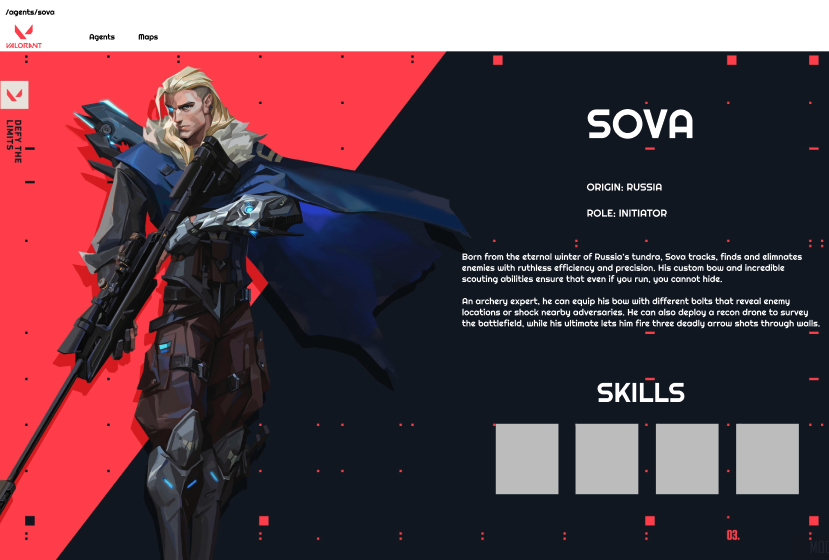 /agents/sova
VALORANT
Agents
Maps
DEFY THE
LIMITS
SOVA
ORIGIN: RUSSIA
ROLE: INITIATOR
Born from the eternal winter of Russia's tundra, Sova tracks, finds and elimnates
enemies with ruthless efficiency and precision. His custom bow and incredible
scouting abilities ensure that even if you run, you cannot hide.
An archery expert, he can equip his bow with different bolts that reveal enemy
locations or shock nearby adversaries. He can also deploy a recon drone to survey
the battlefield, while his ultimate lets him fire three deadly arrow shots through walls.
SKILLS
03.